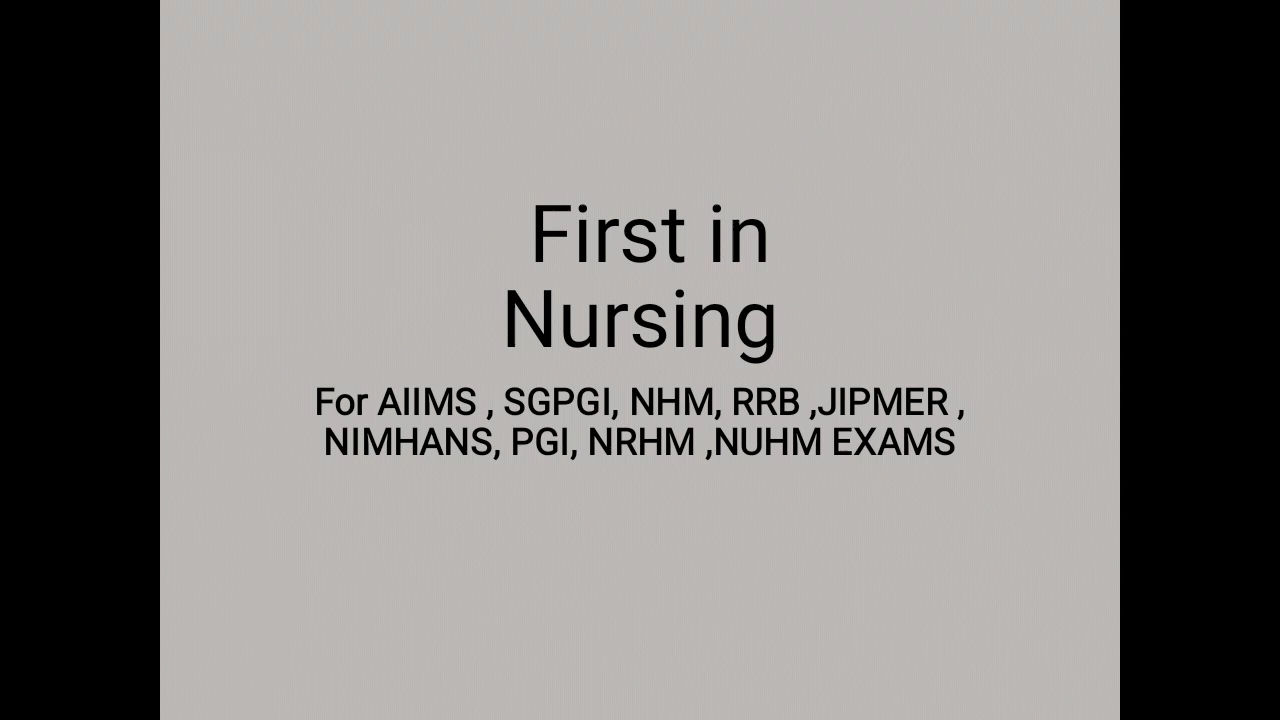 First in
Nursing
For AIIMS , SGPGI, NHM, RRB ,JIPMER ,
NIMHANS, PGI, NRHM ,NUHM EXAMS